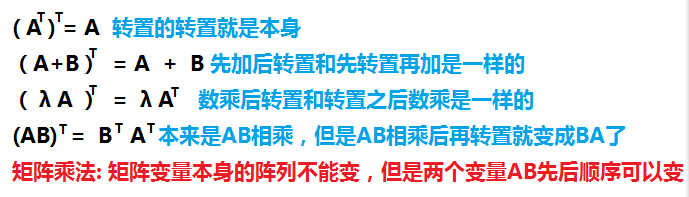 (A^T)^T = A 转置的转置就是本身
(A+B)^T = A + B 先加后转置和先转置再加是一样的
(λA)^T = λA^T 数乘后转置和转置之后数乘是一样的
(AB)^T = B^T A^T 本来是AB相乘，但是AB相乘后再转置就变成BA了
矩阵乘法: 矩阵变量本身的阵列不能变，但是两个变量AB先后顺序可以变